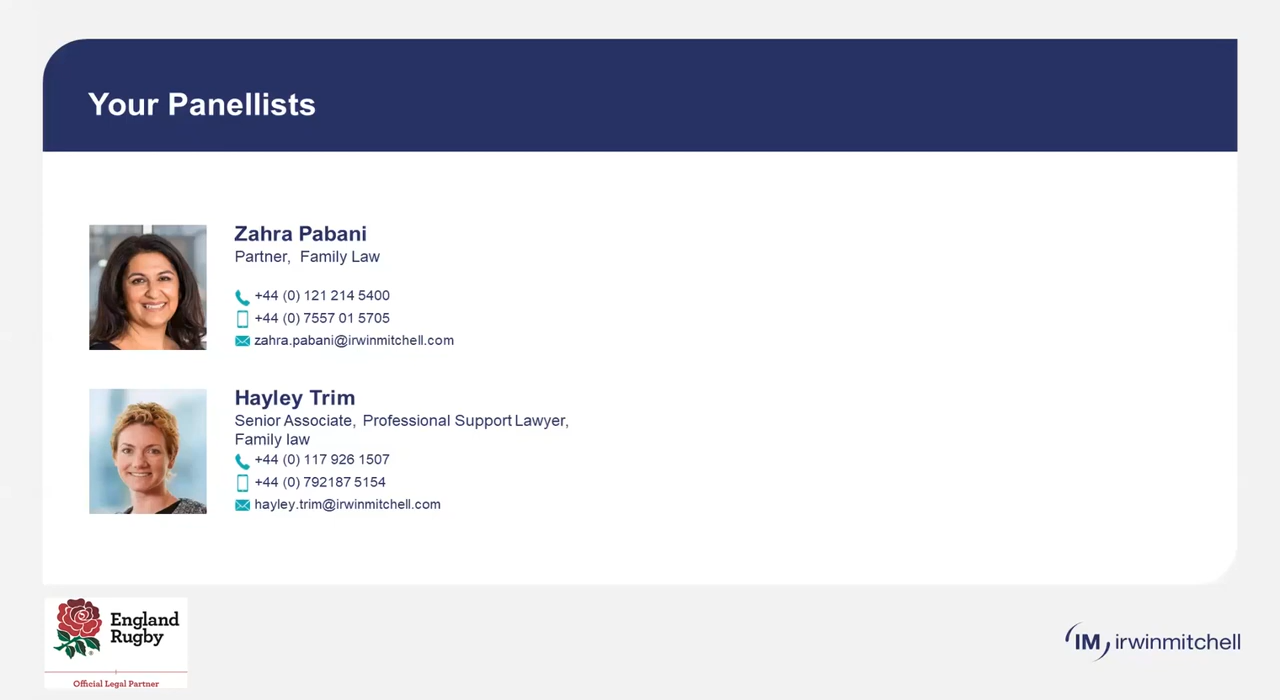 Your Panellists
Zahra Pabani
Partner, Family Law
+44 (0) 121 214 5400
+44 (0) 7557 01 5705
zahra.pabani@irwinmitchell.com
Hayley Trim
Senior Associate, Professional Support Lawyer,
Family law
+44 (0) 117 926 1507
+44 (0) 792187 5154
hayley.trim@irwinmitchell.com
England
Rugby
Official Legal Partner
IM irwinmitchell